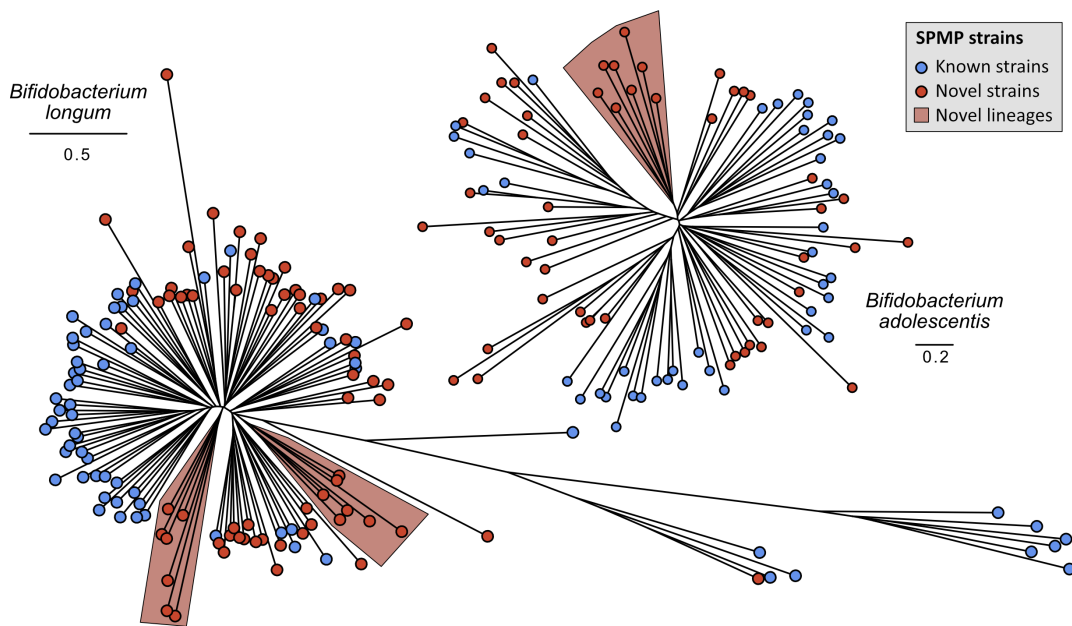 Bifidobacterium
longum
0.5
SPMP strains
Known strains
Novel strains
Novel lineages
Bifidobacterium
adolescentis
0.2